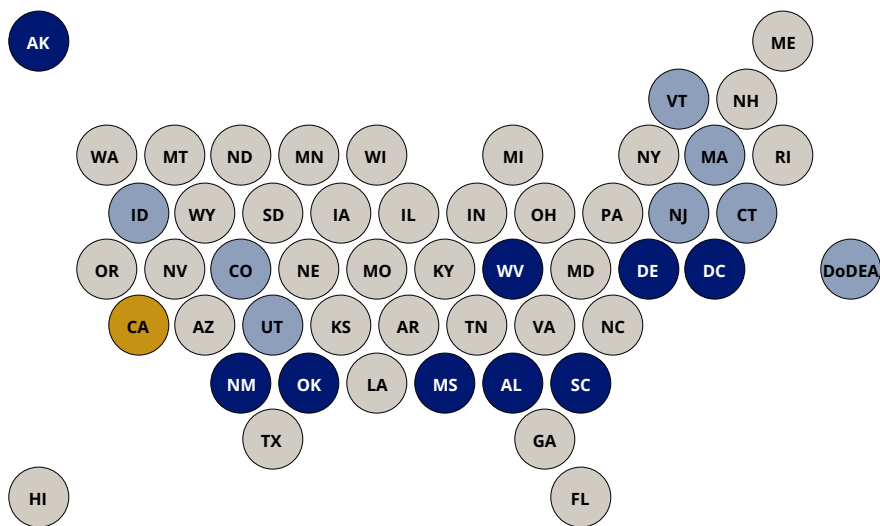 AK
ME
VT
NH
WA
MT
ND
MN
WI
MI
NY
MA
RI
ID
WY
SD
IA
IL
IN
OH
PA
NJ
CT
OR
NV
CO
NE
MO
KY
WV
MD
DE
DC
DoDEA
CA
AZ
UT
KS
AR
TN
VA
NC
NM
OK
LA
MS
AL
SC
TX
GA
HI
FL